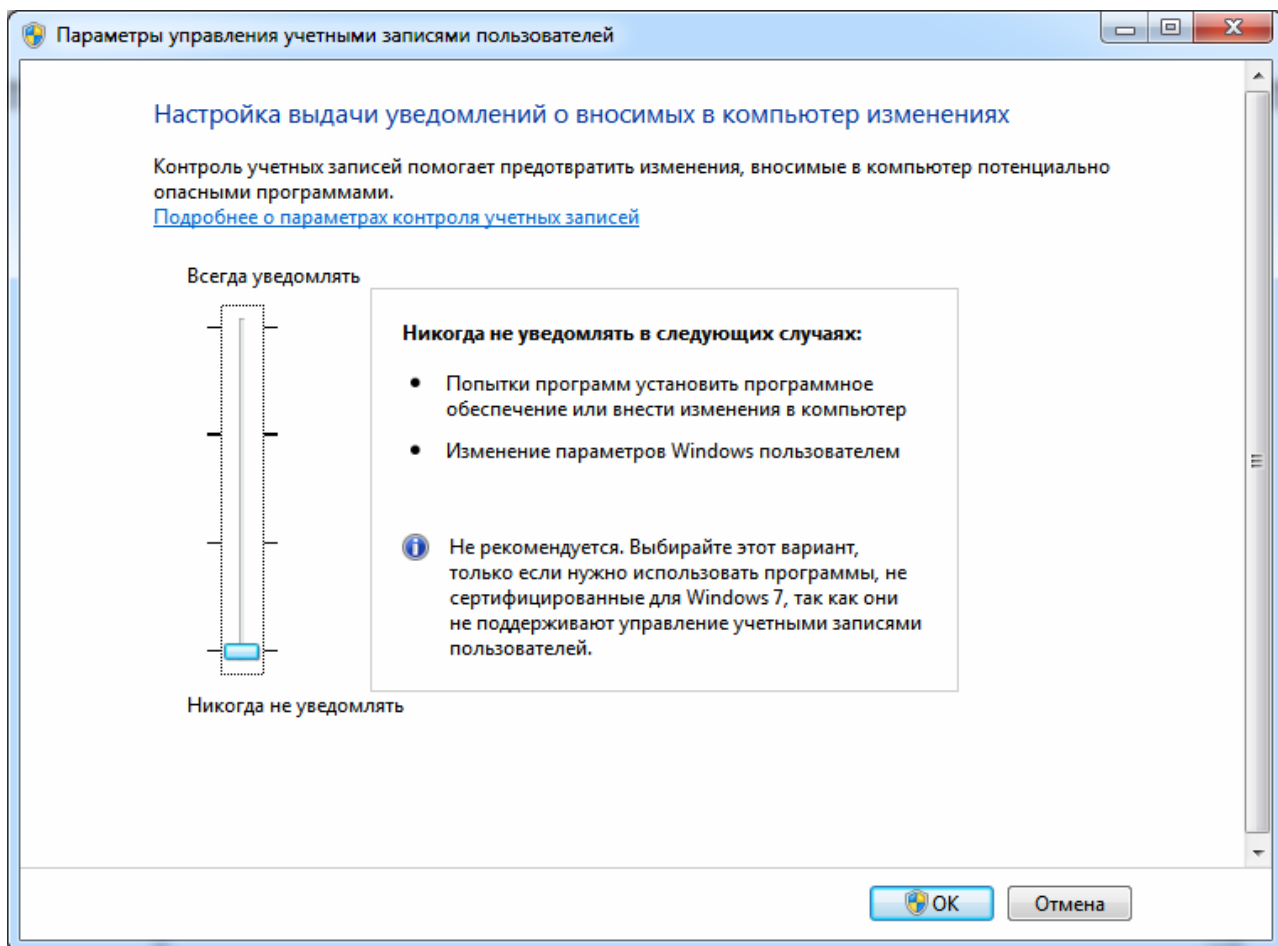 Параметры управления учетными записями пользователей
Настройка выдачи уведомлений о вносимых в компьютер изменениях
Контроль учетных записей помогает предотвратить изменения, вносимые в компьютер потенциально
опасными программами.
Подробнее о параметрах контроля учетных записей
Всегда уведомлять
Никогда не уведомлять в следующих случаях:
• Попытки программ установить программное
обеспечение или внести изменения в компьютер
• Изменение параметров Windows пользователем
Не рекомендуется. Выбирайте этот вариант,
только если нужно использовать программы, не
сертифицированные для Windows 7, так как они
не поддерживают управление учетными записями
пользователей.
Никогда не уведомлять
OK
Отмена